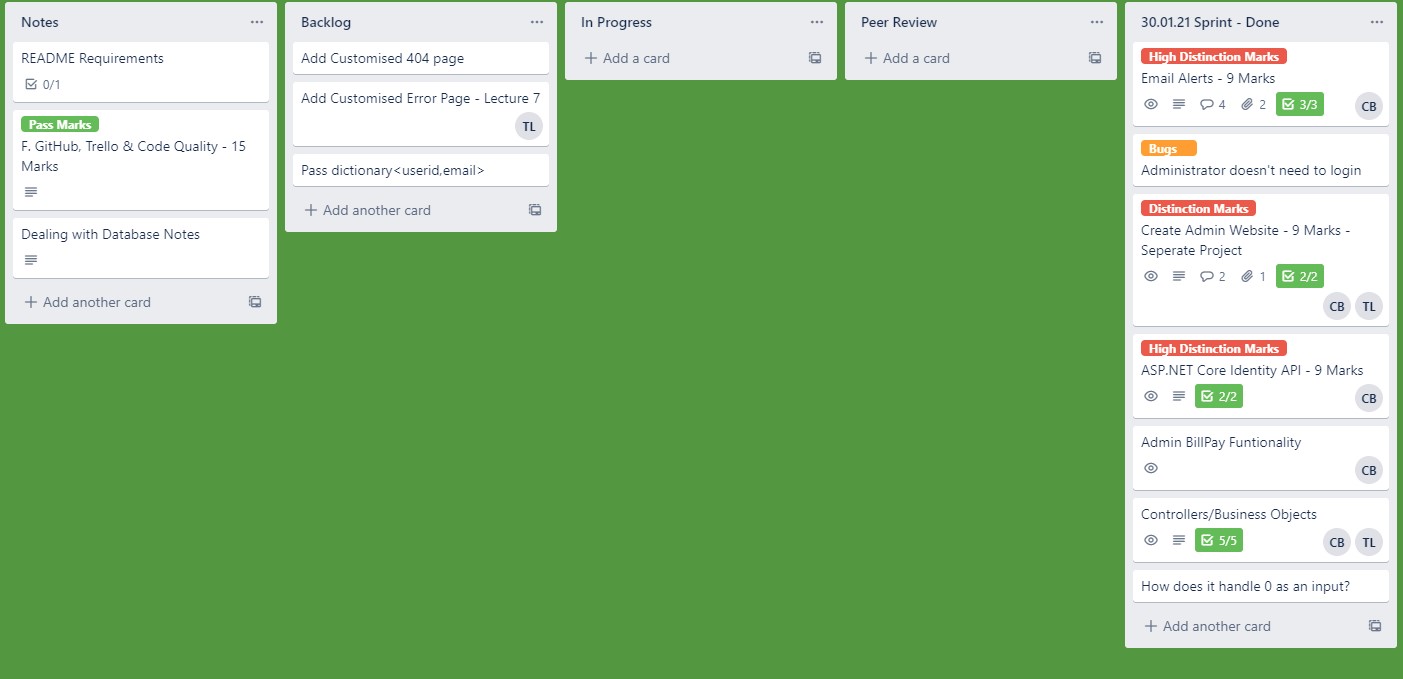 Notes
README Requirements
0/1
Pass Marks
F. GitHub, Trello & Code Quality - 15
Marks
Dealing with Database Notes
Add another card
Backlog
Add Customised 404 page
Add Customised Error Page - Lecture 7
TL
Pass dictionary<userid,email>
Add another card
In Progress
Add a card
Peer Review
Add a card
30.01.21 Sprint - Done
High Distinction Marks
Email Alerts - 9 Marks
4 2 3/3 CB
Bugs
Administrator doesn't need to login
Distinction Marks
Create Admin Website - 9 Marks -
Seperate Project
2 1 2/2
CB TL
High Distinction Marks
ASP.NET Core Identity API - 9 Marks
2/2 CB
Admin BillPay Funtionality
CB
Controllers/Business Objects
5/5 CB TL
How does it handle 0 as an input?
Add another card